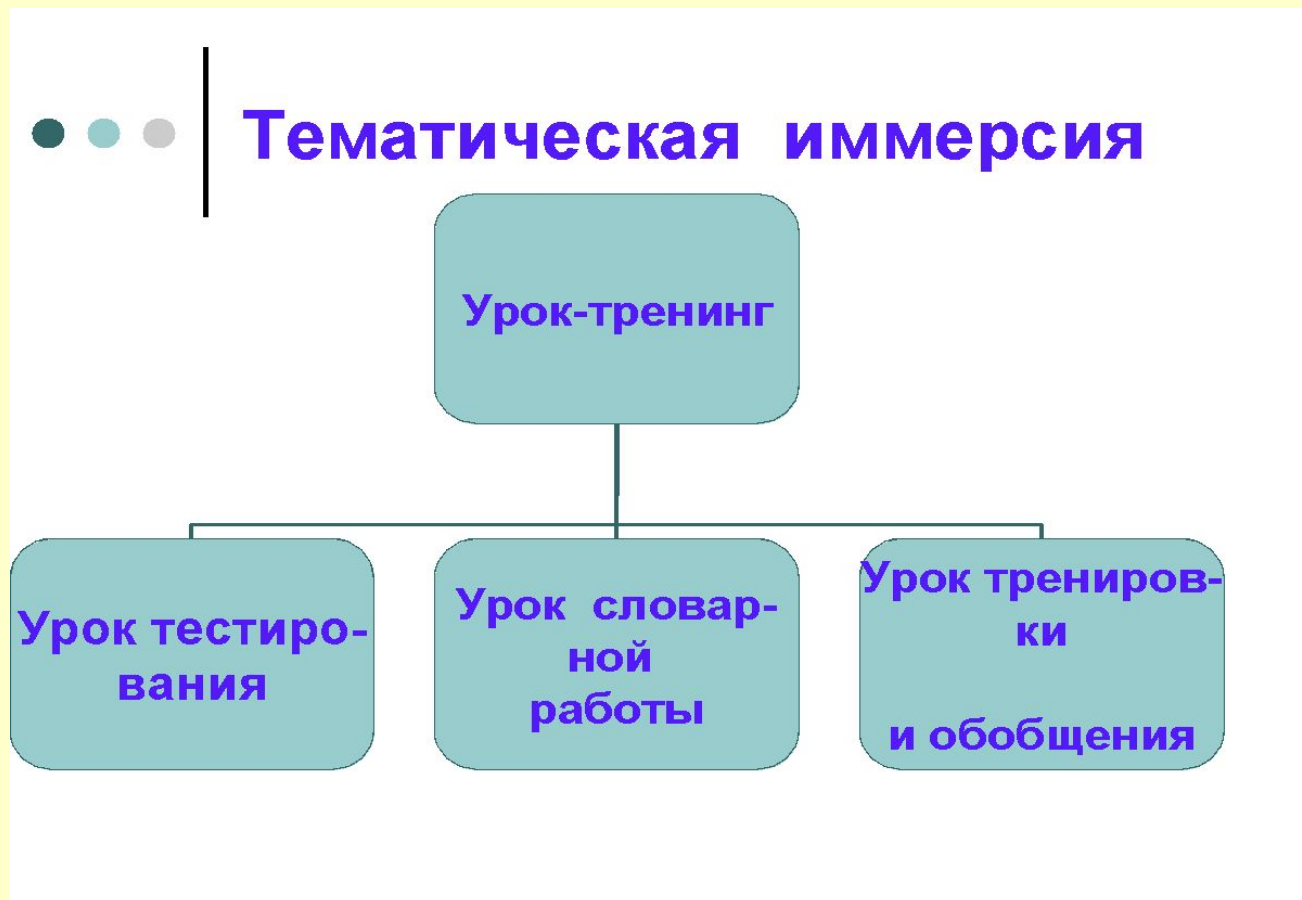 Тематическая иммерсия
Урок-тренинг
Урок тестиро-
вания
Урок словар-
ной
работы
Урок трениров-
ки
и обобщения